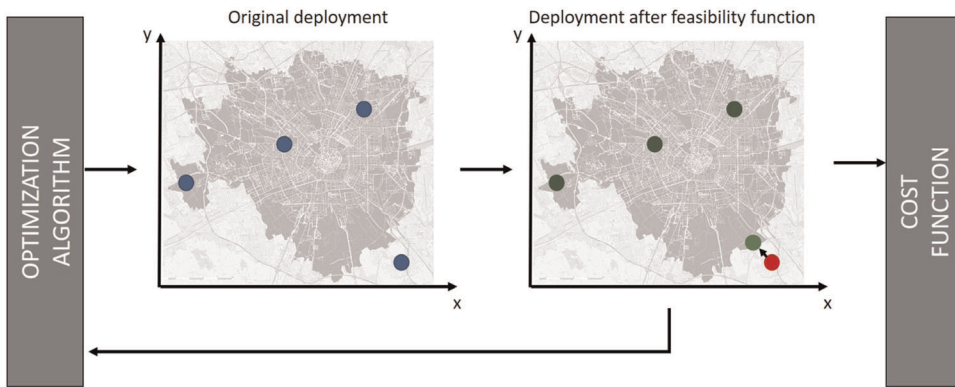 OPTIMIZATION
ALGORITHM
Original deployment
y
x
Deployment after feasibility function
y
x
COST
FUNCTION